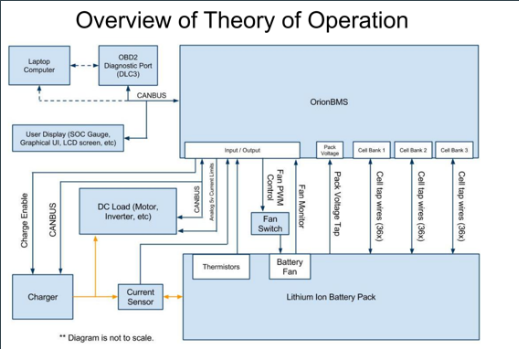 Overview of Theory of Operation
Laptop
Computer
OBD2
Diagnostic Port
(DLC3)
CANBUS
OrionBMS
User Display (SOC Gauge,
Graphical UI, LCD screen, etc)
Input / Output
Pack
Voltage
Cell Bank 1
Cell Bank 2
Cell Bank 3
Charge Enable
CANBUS
DC Load (Motor,
Inverter, etc)
CANBUS
Analog 5v Current Limits
Fan PWM
Control
Fan Monitor
Pack Voltage Tap
Cell tap wires (36x)
Cell tap wires (36x)
Cell tap wires (36x)
Fan
Switch
Thermistors
Battery
Fan
Charger
Current
Sensor
Lithium Ion Battery Pack
** Diagram is not to scale.